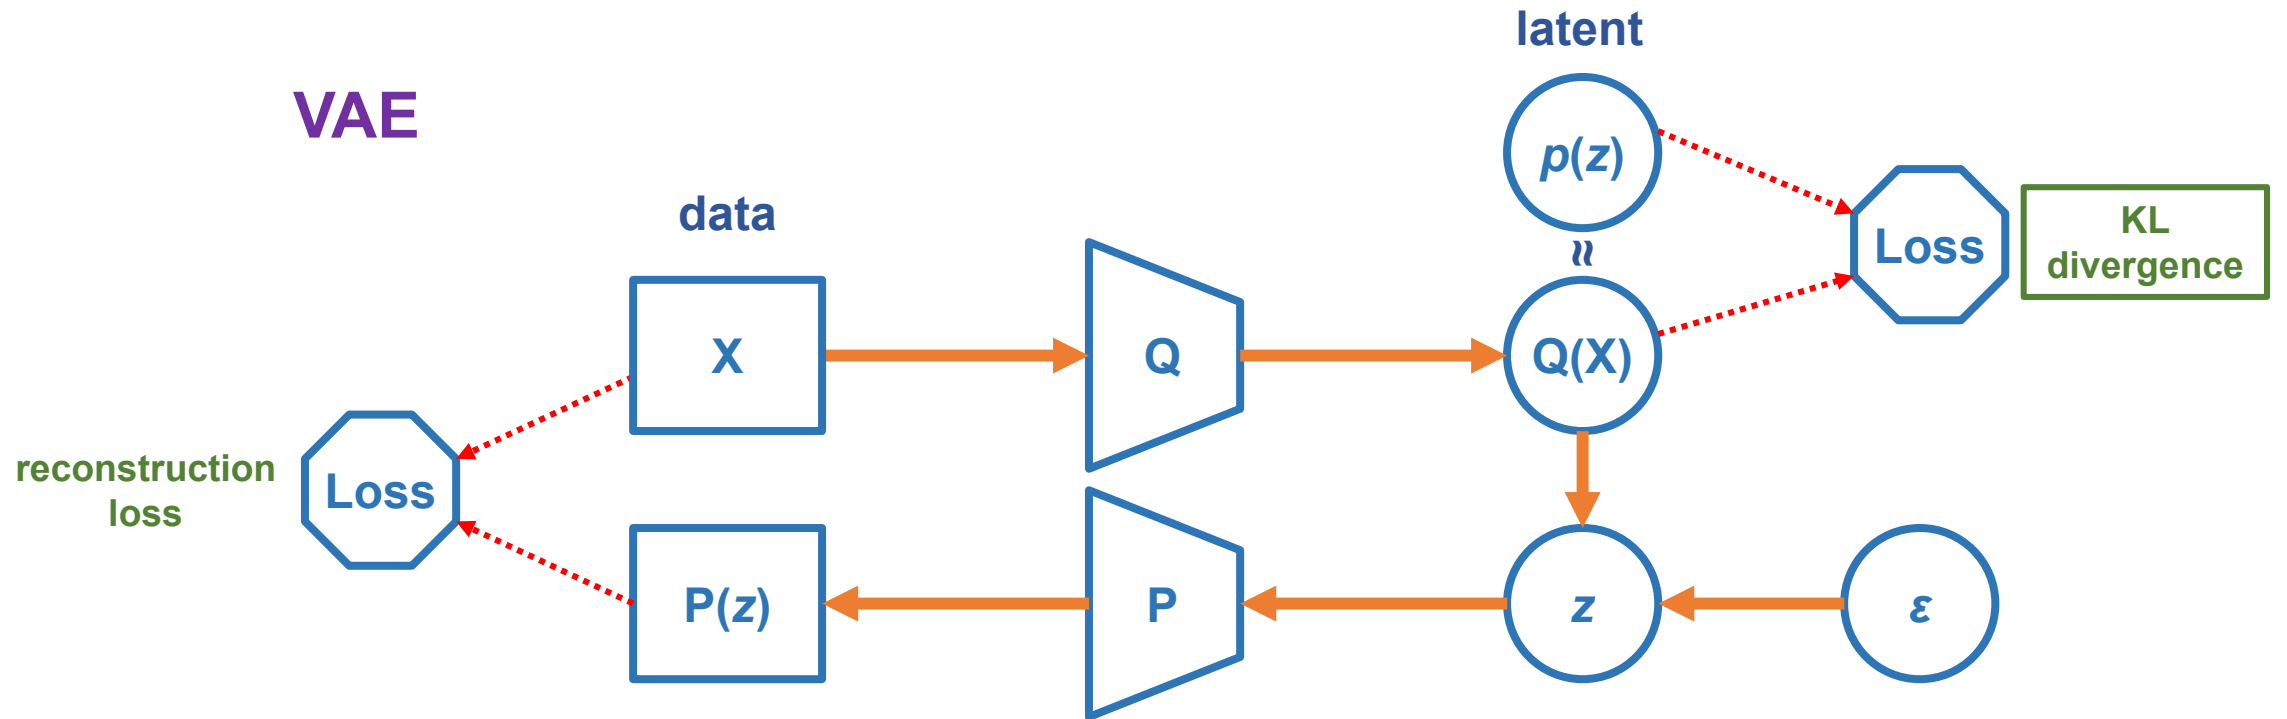 latent
VAE
p(z)
data
KL
divergence
Loss
≈
X
Q
Q(X)
reconstruction
loss
Loss
P(z)
P
z
ε